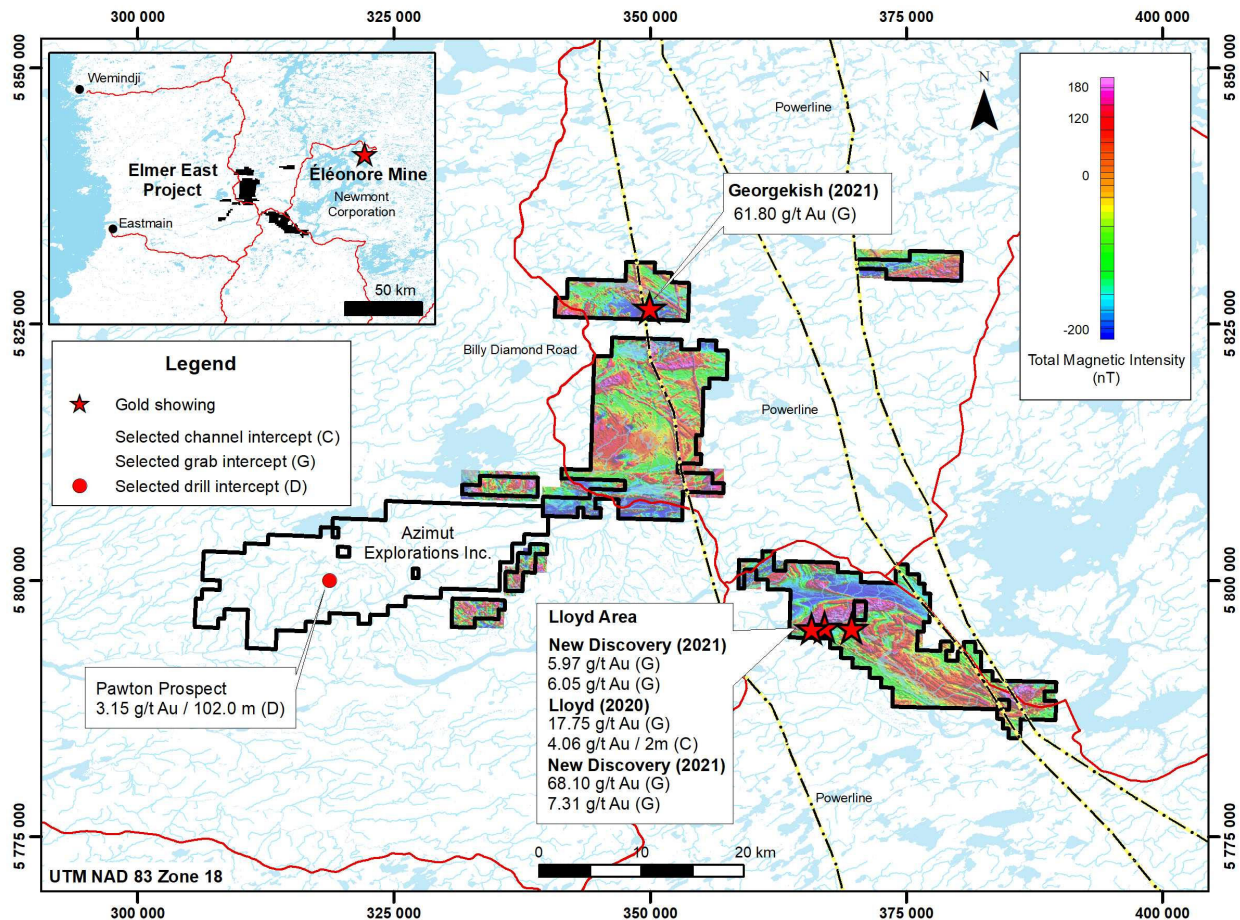 300 000
325 000
350 000
375 000
400 000
5 850 000
5 850 000
Wemindji
Elmer East
Project
Éléonore Mine
Newmont
Corporation
Eastmain
50 km
Powerline
N
180
120
0
-200
Total Magnetic Intensity
(nT)
Georgekish (2021)
61.80 g/t Au (G)
5 825 000
5 825 000
Legend
Gold showing
Selected channel intercept (C)
Selected grab intercept (G)
Selected drill intercept (D)
Billy Diamond Road
Powerline
Azimut
Explorations Inc.
5 800 000
5 800 000
Pawton Prospect
3.15 g/t Au / 102.0 m (D)
Lloyd Area
New Discovery (2021)
5.97 g/t Au (G)
6.05 g/t Au (G)
Lloyd (2020)
17.75 g/t Au (G)
4.06 g/t Au / 2m (C)
New Discovery (2021)
68.10 g/t Au (G)
7.31 g/t Au (G)
Powerline
5 775 000
5 775 000
0 10 20 km
UTM NAD 83 Zone 18
300 000
325 000
350 000
375 000
400 000